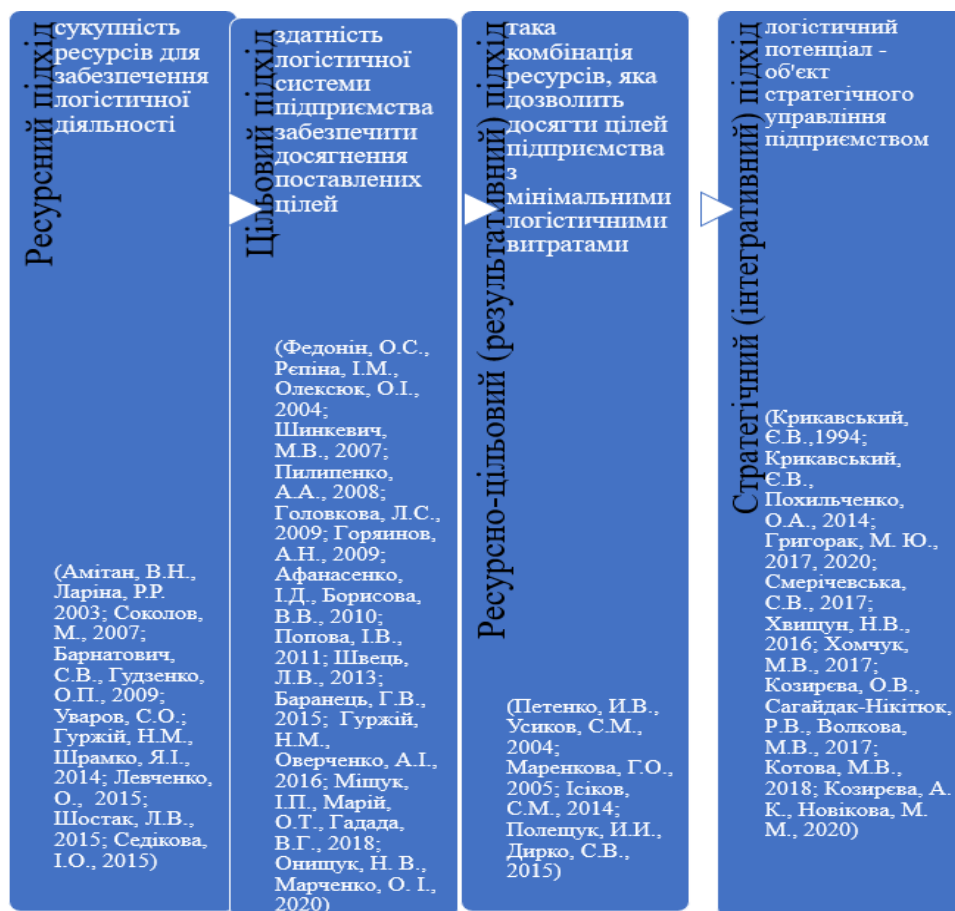 Ресурсний підхід
сукупність
ресурсів для
забезпечення
логістичної
діяльності
(Амітан, В.Н.,
Ларіна, Р.Р.
2003; Соколов,
М., 2007;
Барнатович,
С.В., Гудзенко,
О.П., 2009;
Уваров, С.О.;
Гуржій, Н.М.,
Шрамко, Я.І.,
2014; Левченко,
О., 2015;
Шостак, Л.В.,
2015; Седікова,
І.О., 2015)
Цільовий підхід
здатність
логістичної
системи
підприємства
забезпечити
досягнення
поставлених
цілей
(Федонін, О.С.,
Рєпіна, І.М.,
Олексюк, О.І.,
2004;
Шинкевич,
М.В., 2007;
Пилипенко,
А.А., 2008;
Головкова, Л.С.,
2009; Горяинов,
А.Н., 2009;
Афанасенко,
І.Д., Борисова,
В.В., 2010;
Попова, І.В.,
2011; Швець,
Л.В., 2013;
Баранець, Г.В.,
2015; Гуржій,
Н.М.,
Оверченко, А.І.,
2016; Міщук,
І.П., Марій,
О.Т., Гадада,
В.Г., 2018;
Онищук, Н. В.,
Марченко, О. І.,
2020)
Ресурсно-цільовий (результативний) підхід
така
комбінація
ресурсів, яка
дозволить
досягти цілей
підприємства
з
мінімальними
логістичними
витратами
(Петенко, И.В.,
Усиков, С.М.,
2004;
Маренкова, Г.О.,
2005; Ісіков,
С.М., 2014;
Полещук, И.И.,
Дирко, С.В.,
2015)
Стратегічний (інтегративний) підхід
логістичний
потенціал -
об'єкт
стратегічного
управління
підприємством
(Крикавський,
Є.В.,1994;
Крикавський,
Є.В.,
Похильченко,
О.А., 2014;
Григорак, М. Ю.,
2017, 2020;
Смерічевська,
С.В., 2017;
Хвищун, Н.В.,
2016; Хомчук,
М.В., 2017;
Козирєва, О.В.,
Сагайдак-Нікітюк,
Р.В., Волкова,
М.В., 2017;
Котова, М.В.,
2018; Козирєва, А.
К., Новікова, М.
М., 2020)